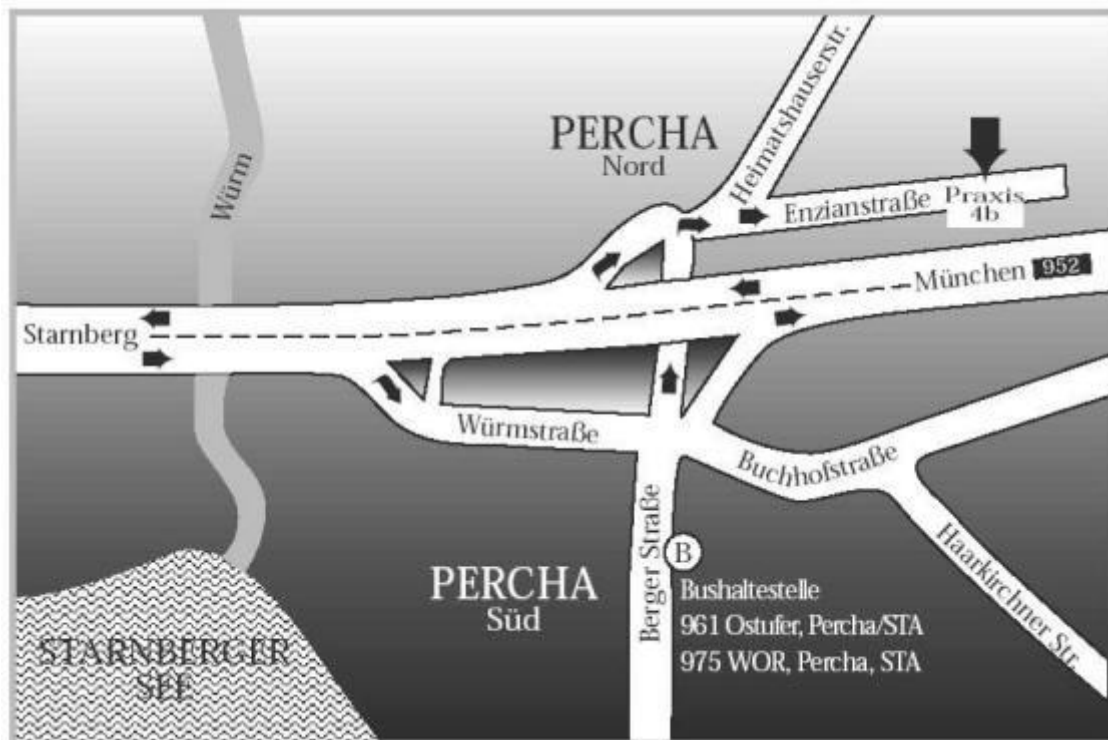 Heimatshauserstr.
PERCHA
Nord
Würm
Enzianstraße
Praxis
4b
München 952
Starnberg
Würmstraße
Buchhofstraße
Berger Straße
B
Haarkirchner Str.
PERCHA
Süd
Bushaltestelle
961 Ostufer, Percha/STA
975 WOR, Percha, STA
STARNBERGER
SEE